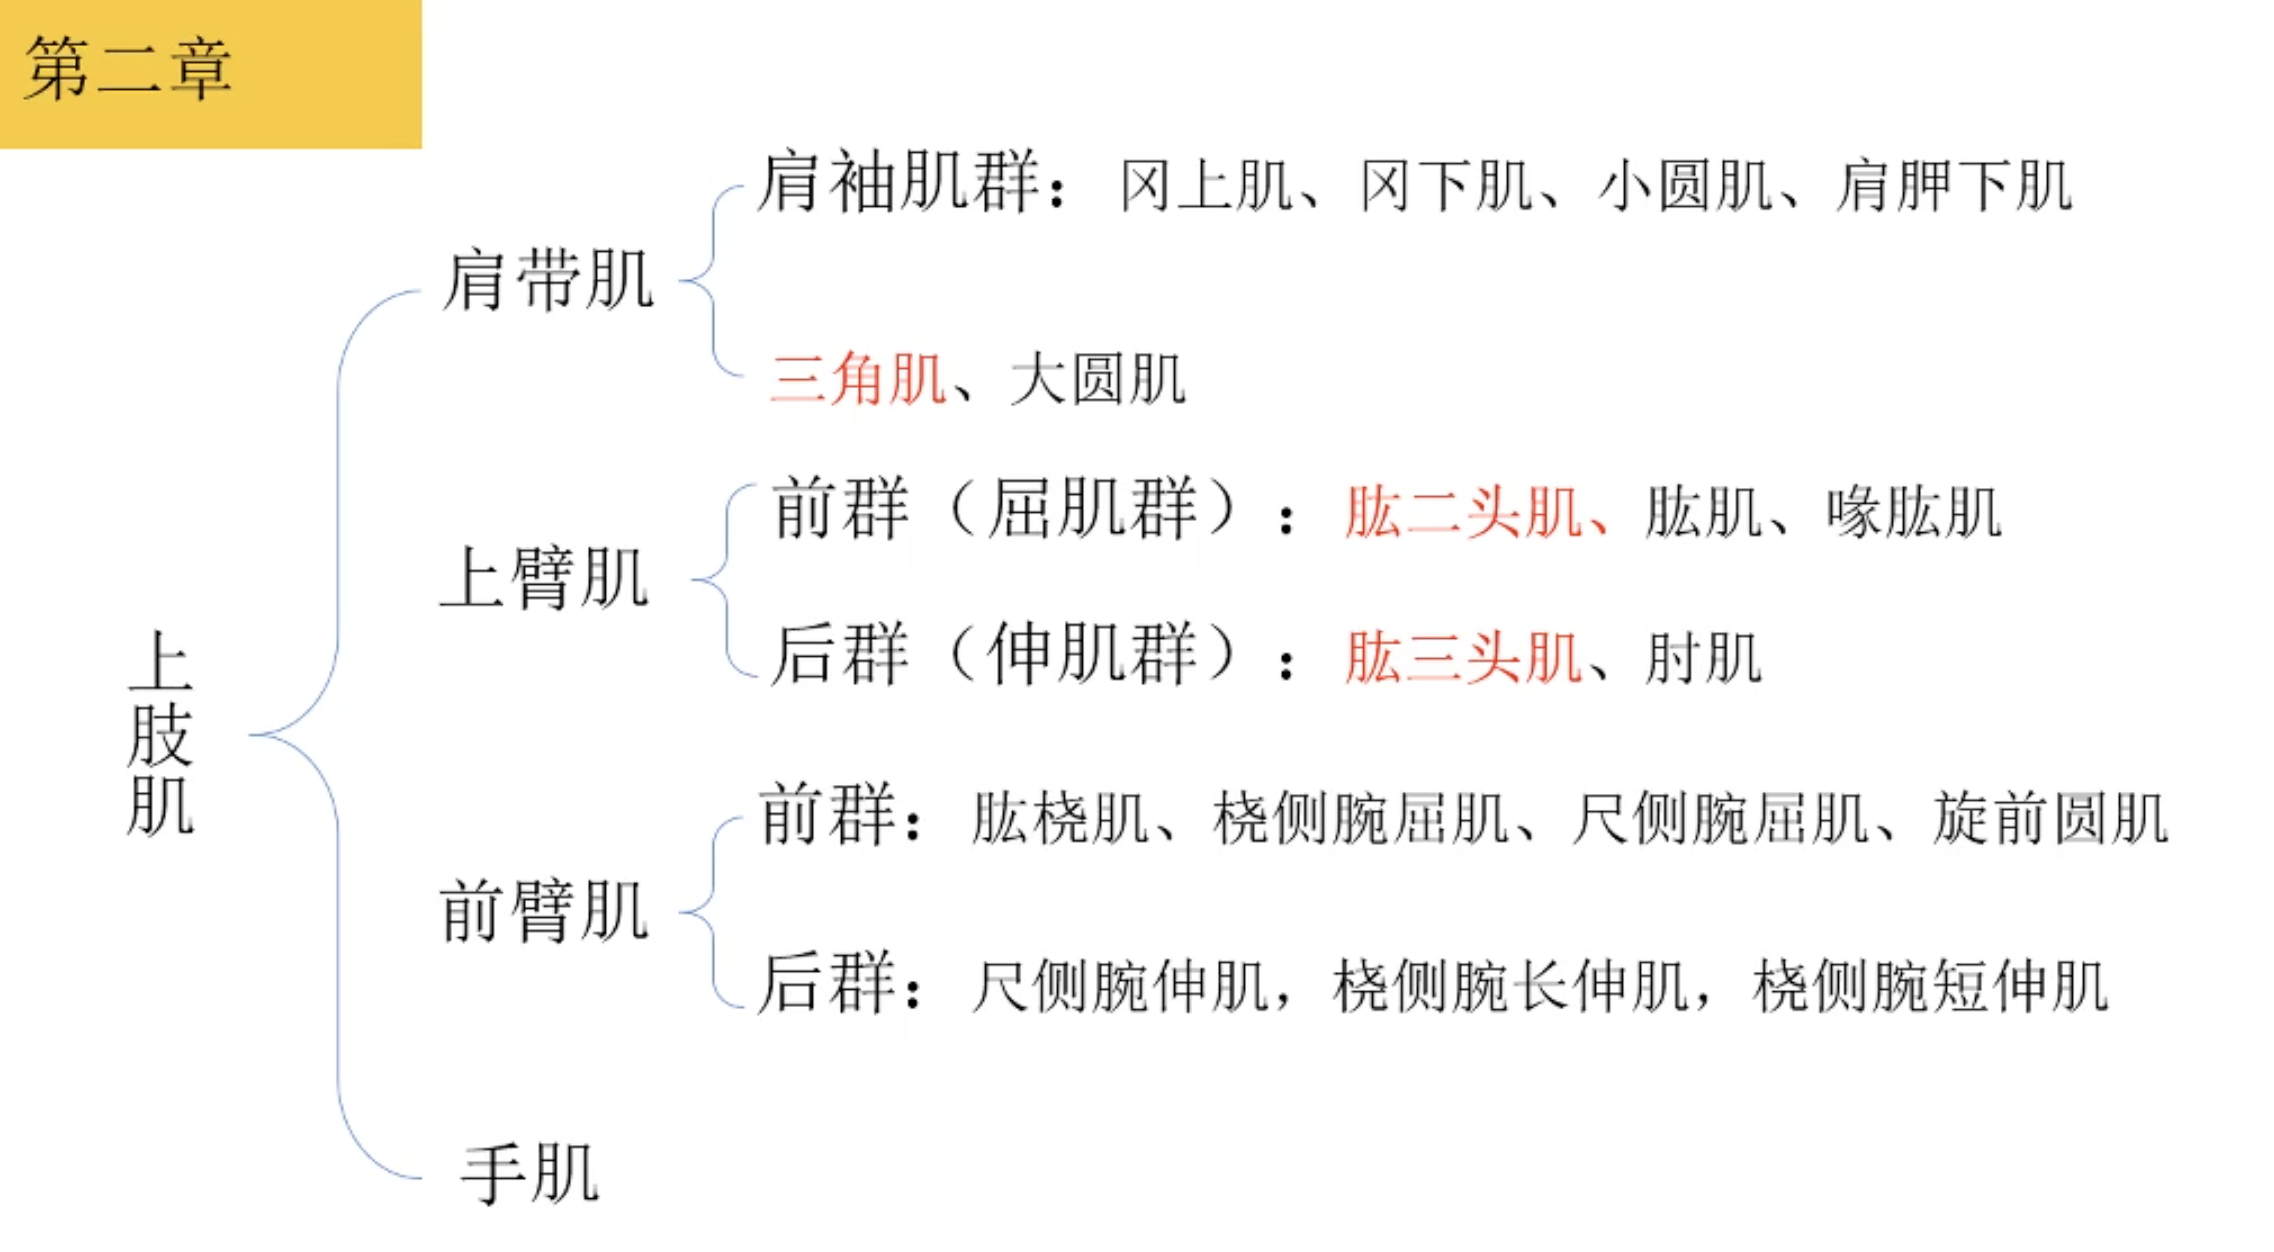 第二章
肩袖肌群：冈上肌、冈下肌、小圆肌、肩胛下肌
肩带肌
三角肌、大圆肌
前群（屈肌群）：肱二头肌、肱肌、喙肱肌
上臂肌
后群（伸肌群）：肱三头肌、肘肌
上肢肌
前群：肱桡肌、桡侧腕屈肌、尺侧腕屈肌、旋前圆肌
前臂肌
后群：尺侧腕伸肌，桡侧腕长伸肌，桡侧腕短伸肌
手肌